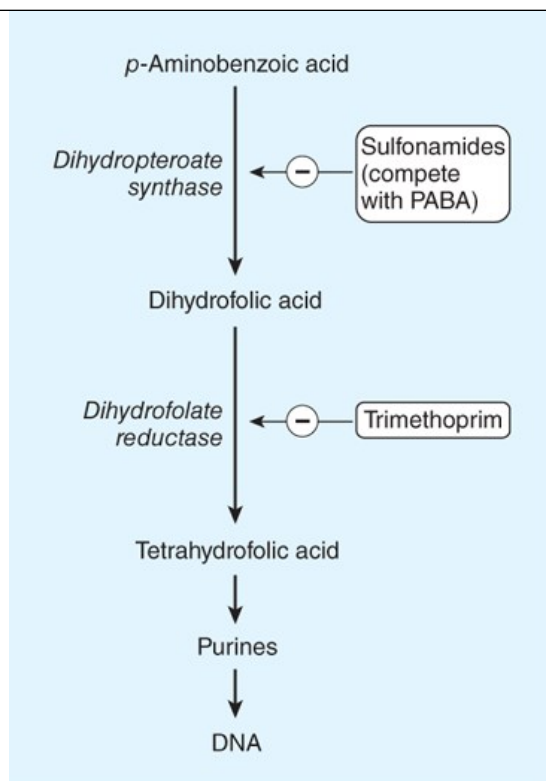 p-Aminobenzoic acid
Dihydropteroate
synthase
Sulfonamides
(compete
with PABA)
Dihydrofolic acid
Dihydrofolate
reductase
Trimethoprim
Tetrahydrofolic acid
Purines
DNA